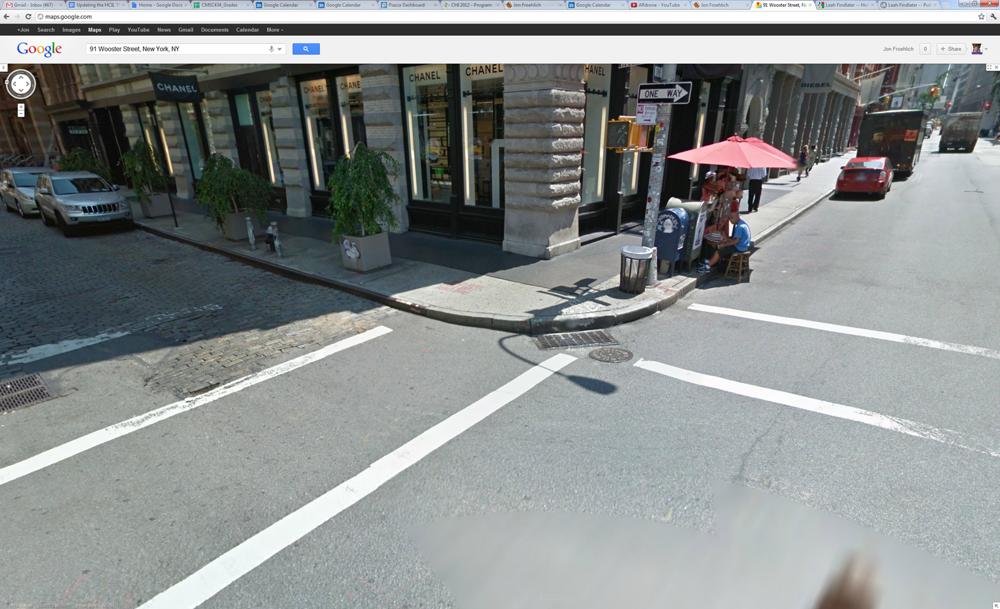 Gmail - Inbox (467) -
Updating the HCIL T
Home - Google Docs
CMSC434_Grades
Google Calendar
Google Calendar
Piazza Dashboard
CHI 2012 - Program
Jon Froehlich
Google Calendar
ARdrone - YouTube
Jon Froehlich
91 Wooster Street, N
Leah Findlater -- Ho
Leah Findlater -- Pu
maps.google.com
+Jon Search Images Maps Play YouTube News Gmail Documents Calendar More
Google
91 Wooster Street, New York, NY
Jon Froehlich
0
+ Share
CHANEL
CHANEL
CHANEL
CHANEL
CHANEL
ONE WAY
NO
PARKING
DIESEL
© 2012 Google Report a problem Image Date: July 2011